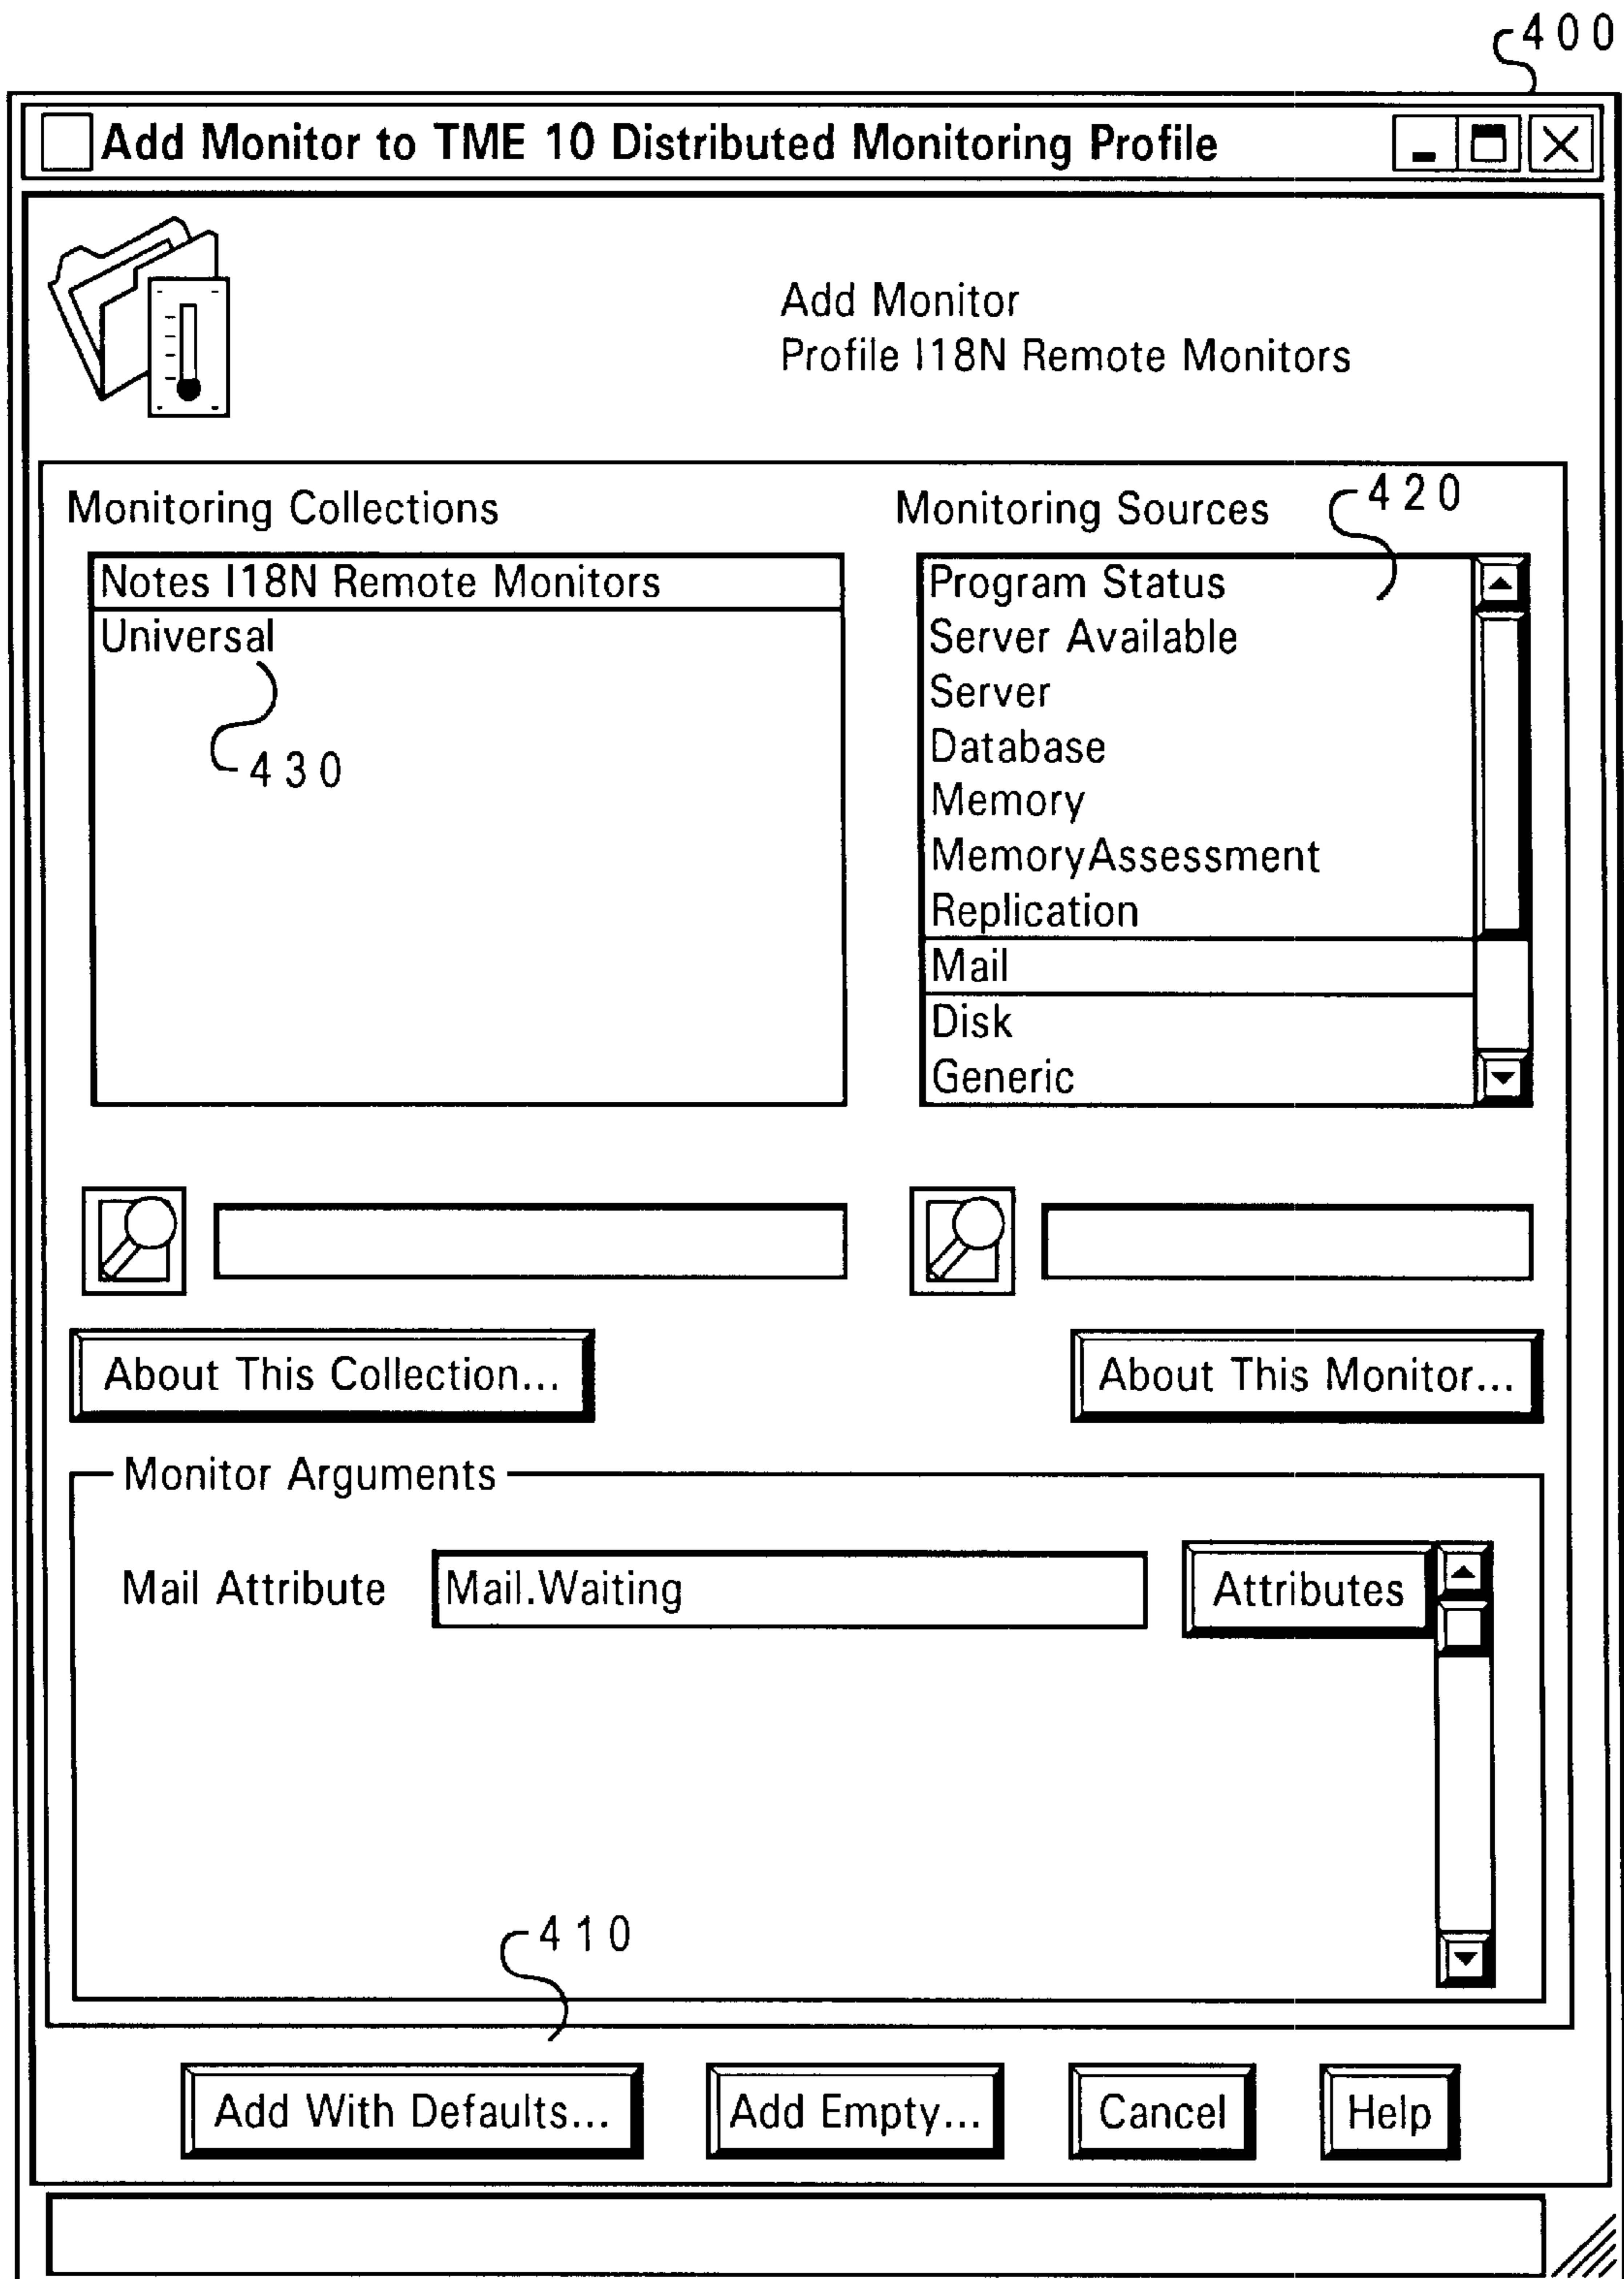 400
Add Monitor to TME 10 Distributed Monitoring Profile
Add Monitor
Profile I18N Remote Monitors
Monitoring Collections
Notes I18N Remote Monitors
Universal
430
Monitoring Sources
420
Program Status
Server Available
Server
Database
Memory
MemoryAssessment
Replication
Mail
Disk
Generic
About This Collection...
About This Monitor...
Monitor Arguments
Mail Attribute
Mail.Waiting
Attributes
410
Add With Defaults...
Add Empty...
Cancel
Help